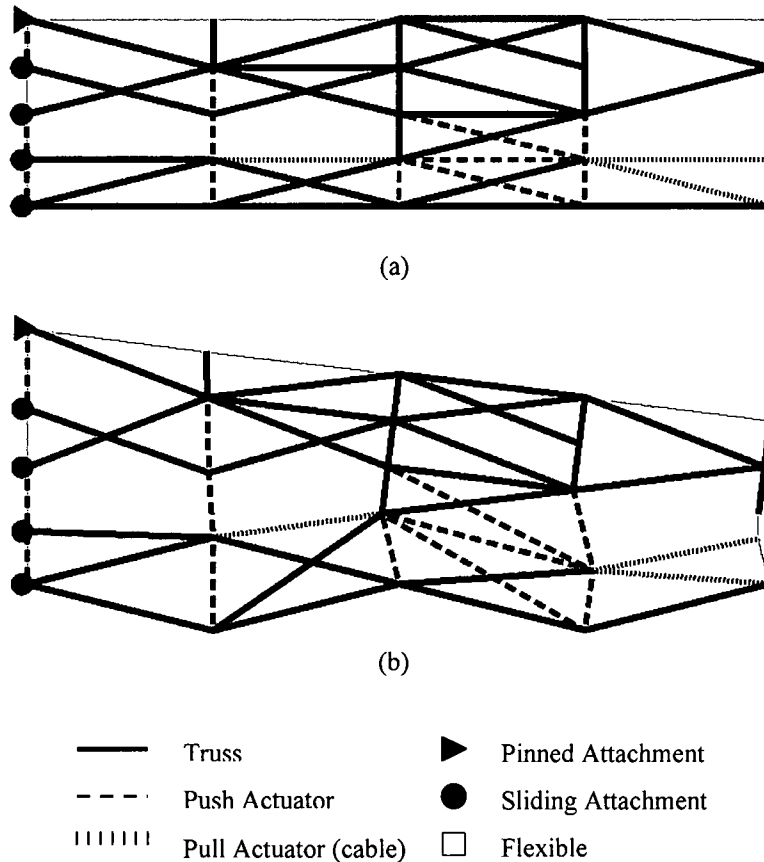 (a)
(b)
Truss
Pinned Attachment
Push Actuator
Sliding Attachment
Pull Actuator (cable)
Flexible